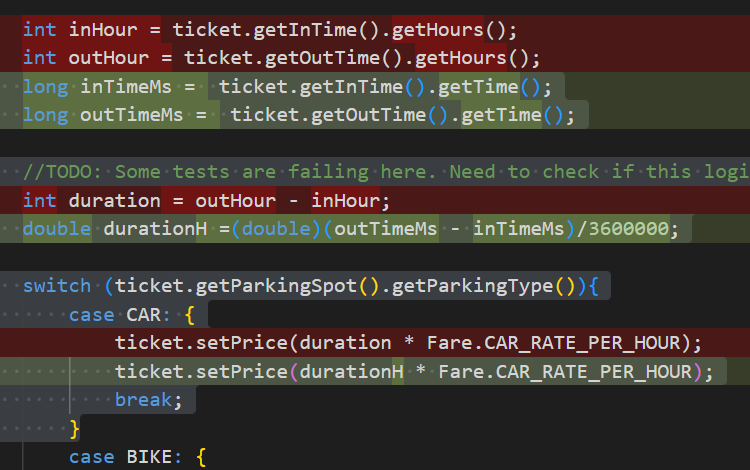 int inHour = ticket.getInTime().getHours();
int outHour = ticket.getOutTime().getHours();
long inTimeMs = ticket.getInTime().getTime();
long outTimeMs = ticket.getOutTime().getTime();
//TODO: Some tests are failing here. Need to check if this logi
int duration = outHour - inHour;
double durationH =(double)(outTimeMs - inTimeMs)/3600000;
switch (ticket.getParkingSpot().getParkingType()){
case CAR: {
ticket.setPrice(duration * Fare.CAR_RATE_PER_HOUR);
ticket.setPrice(durationH * Fare.CAR_RATE_PER_HOUR);
break;
}
case BIKE: {